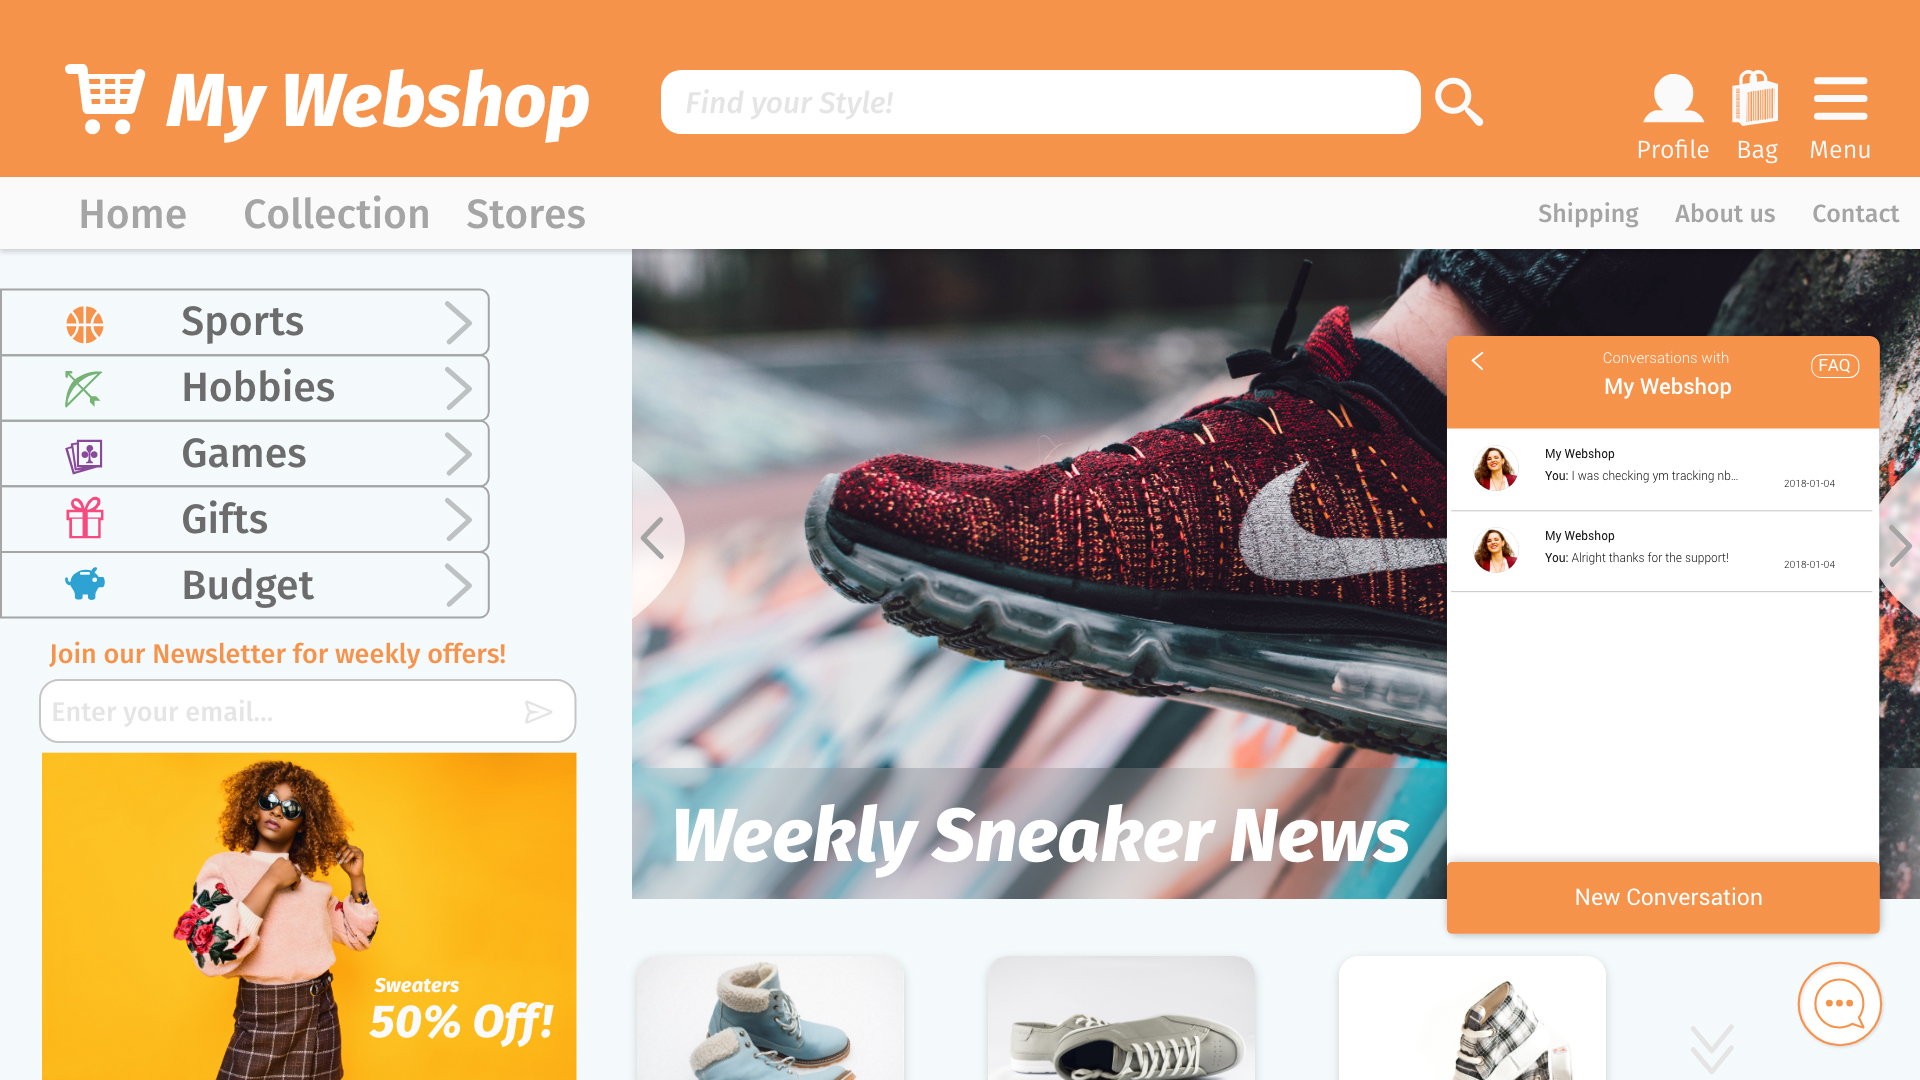 My Webshop
Find your Style!
Profile
Bag
Menu
Home
Collection
Stores
Shipping
About us
Contact
Sports
Hobbies
Games
Gifts
Budget
Join our Newsletter for weekly offers!
Enter your email...
Sweaters
50% Off!
Weekly Sneaker News
Conversations with
My Webshop
FAQ
My Webshop
You: I was checking ym tracking nb...
2018-01-04
My Webshop
You: Alright thanks for the support!
2018-01-04
New Conversation